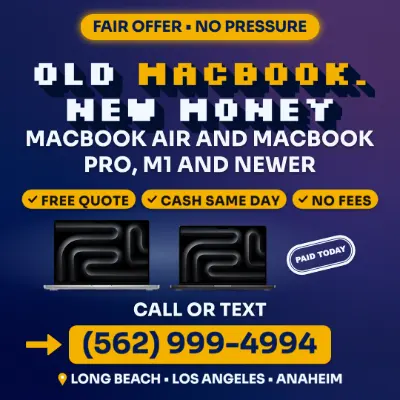 FAIR OFFER • NO PRESSURE
OLD MACBOOK.
NEW MONEY
MACBOOK AIR AND MACBOOK
PRO, M1 AND NEWER
✓ FREE QUOTE ✓ CASH SAME DAY ✓ NO FEES
PAID TODAY
CALL OR TEXT
(562) 999-4994
LONG BEACH • LOS ANGELES • ANAHEIM